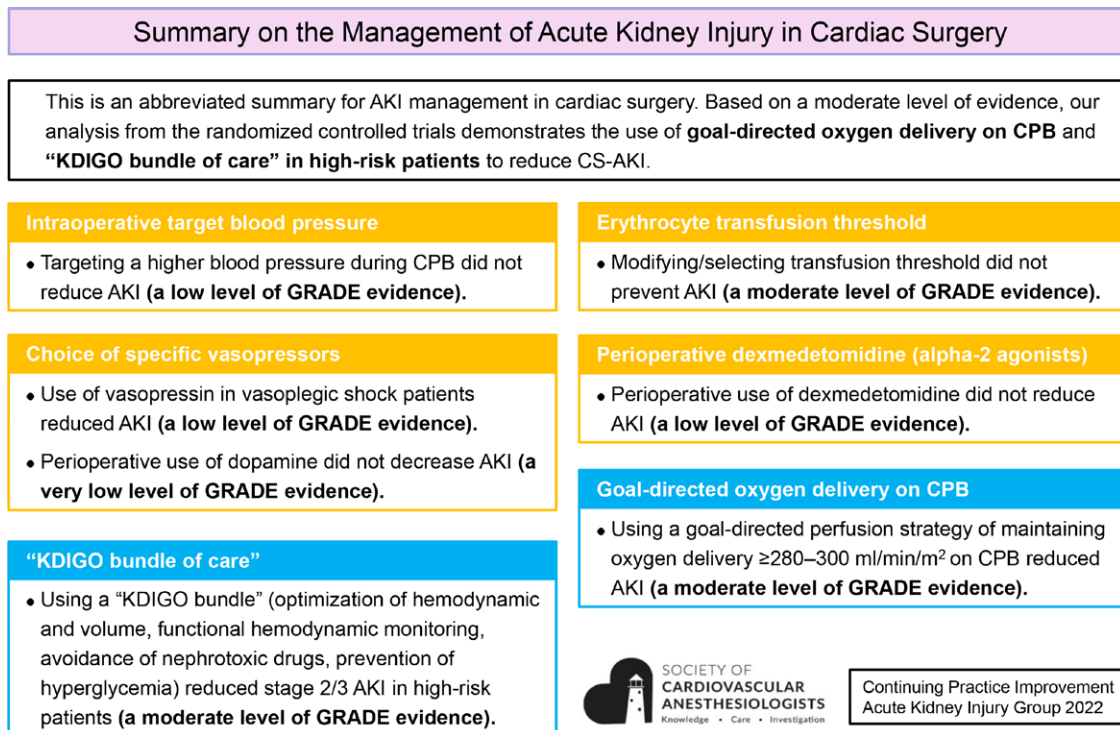 Summary on the Management of Acute Kidney Injury in Cardiac Surgery
This is an abbreviated summary for AKI management in cardiac surgery. Based on a moderate level of evidence, our
analysis from the randomized controlled trials demonstrates the use of goal-directed oxygen delivery on CPB and
“KDIGO bundle of care” in high-risk patients to reduce CS-AKI.
Intraoperative target blood pressure
• Targeting a higher blood pressure during CPB did not
reduce AKI (a low level of GRADE evidence).
Choice of specific vasopressors
• Use of vasopressin in vasoplegic shock patients
reduced AKI (a low level of GRADE evidence).
• Perioperative use of dopamine did not decrease AKI (a
very low level of GRADE evidence).
“KDIGO bundle of care”
• Using a “KDIGO bundle” (optimization of hemodynamic
and volume, functional hemodynamic monitoring,
avoidance of nephrotoxic drugs, prevention of
hyperglycemia) reduced stage 2/3 AKI in high-risk
patients (a moderate level of GRADE evidence).
Erythrocyte transfusion threshold
• Modifying/selecting transfusion threshold did not
prevent AKI (a moderate level of GRADE evidence).
Perioperative dexmedetomidine (alpha-2 agonists)
• Perioperative use of dexmedetomidine did not reduce
AKI (a low level of GRADE evidence).
Goal-directed oxygen delivery on CPB
• Using a goal-directed perfusion strategy of maintaining
oxygen delivery ≥280–300 ml/min/m² on CPB reduced
AKI (a moderate level of GRADE evidence).
SOCIETY OF
CARDIOVASCULAR
ANESTHESIOLOGISTS
Knowledge • Care • Investigation
Continuing Practice Improvement
Acute Kidney Injury Group 2022